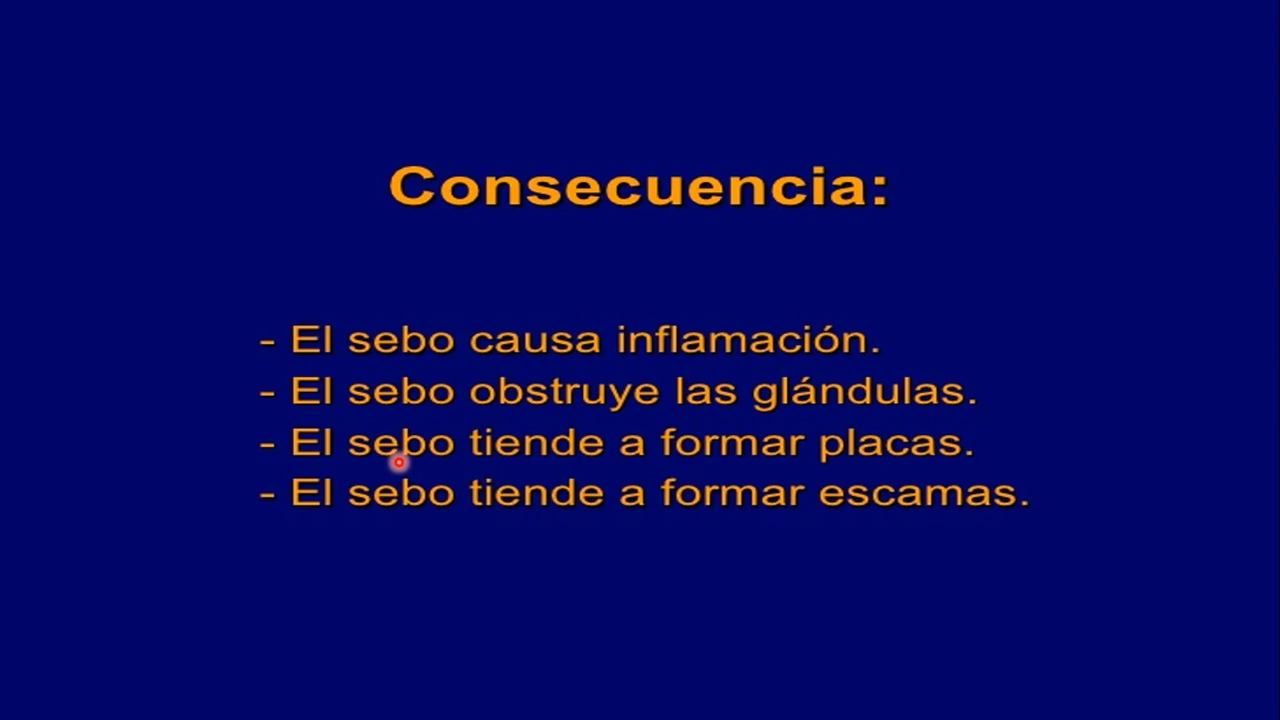 Consecuencia:
- El sebo causa inflamación.
- El sebo obstruye las glándulas.
- El sebo tiende a formar placas.
- El sebo tiende a formar escamas.